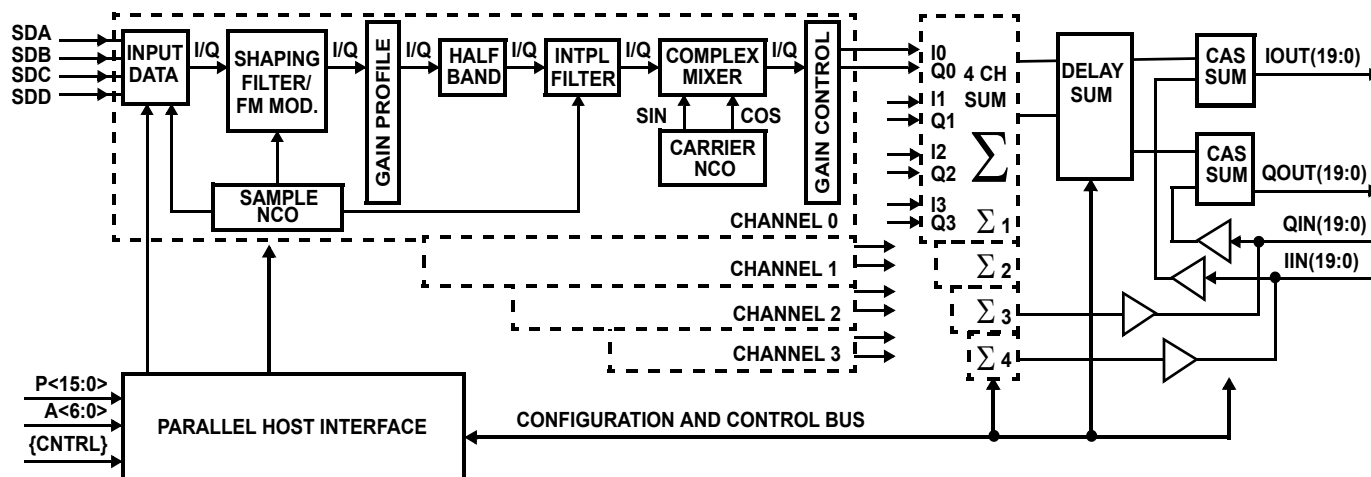 SDA
SDB
SDC
SDD
INPUT
DATA
I/Q
SHAPING
FILTER/
FM MOD.
I/Q
GAIN PROFILE
I/Q
HALF
BAND
I/Q
INTPL
FILTER
I/Q
COMPLEX
MIXER
I/Q
GAIN CONTROL
SIN
COS
CARRIER
NCO
SAMPLE
NCO
CHANNEL 0
CHANNEL 1
CHANNEL 2
CHANNEL 3
I0
Q0
4 CH
SUM
I1
Q1
∑
I2
Q2
I3
Q3
∑ 1
∑ 2
∑ 3
∑ 4
DELAY
SUM
CAS
SUM
IOUT(19:0)
CAS
SUM
QOUT(19:0)
QIN(19:0)
IIN(19:0)
P<15:0>
A<6:0>
{CNTRL}
PARALLEL HOST INTERFACE
CONFIGURATION AND CONTROL BUS